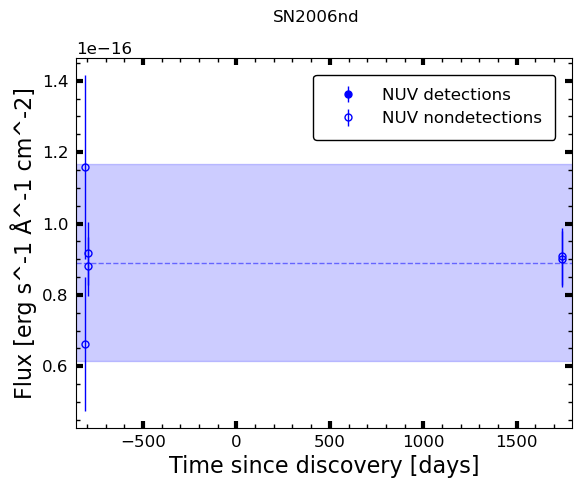 SN2006nd
1e−16
1.4
1.2
1.0
0.8
0.6
Flux [erg s^-1 Å^-1 cm^-2]
NUV detections
NUV nondetections
−500
0
500
1000
1500
Time since discovery [days]